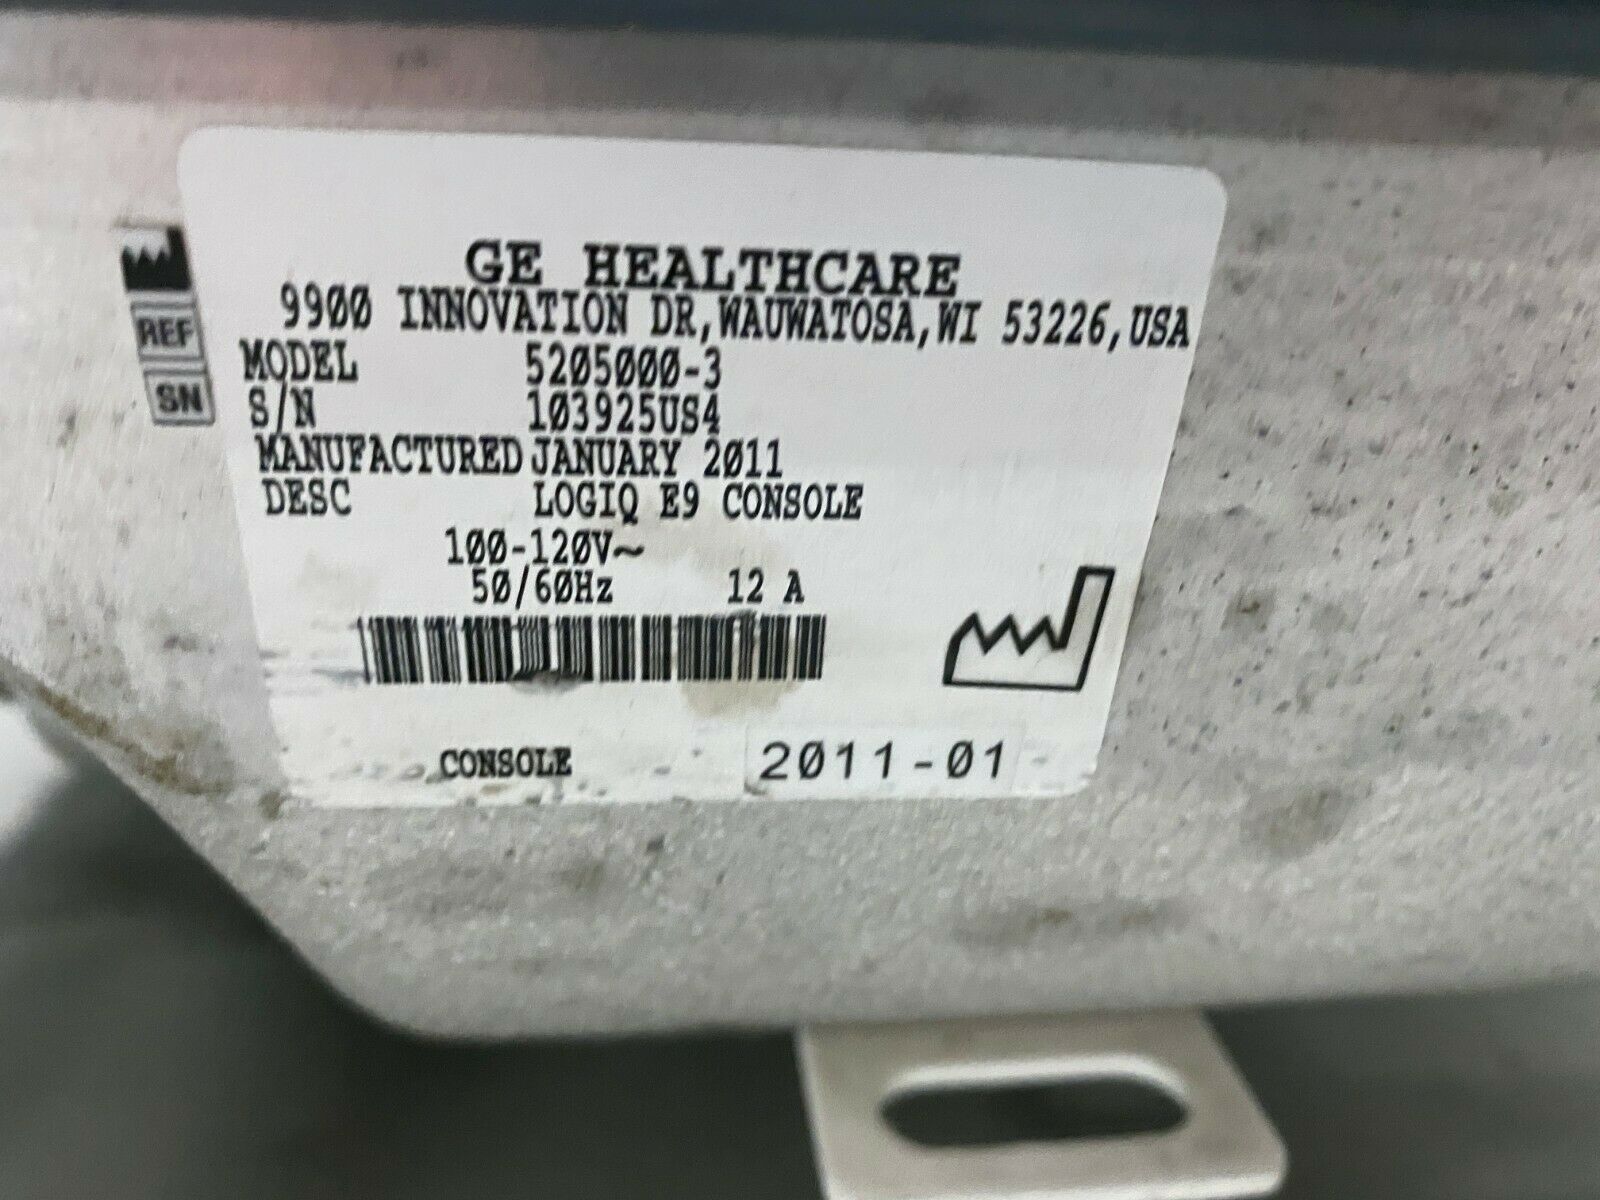 GE HEALTHCARE
9900 INNOVATION DR,WAUWATOSA,WI 53226,USA
REF
MODEL 5205000-3
SN
S/N 103925US4
MANUFACTURED JANUARY 2011
DESC LOGIQ E9 CONSOLE
100-120V~
50/60Hz 12 A
CONSOLE 2011-01